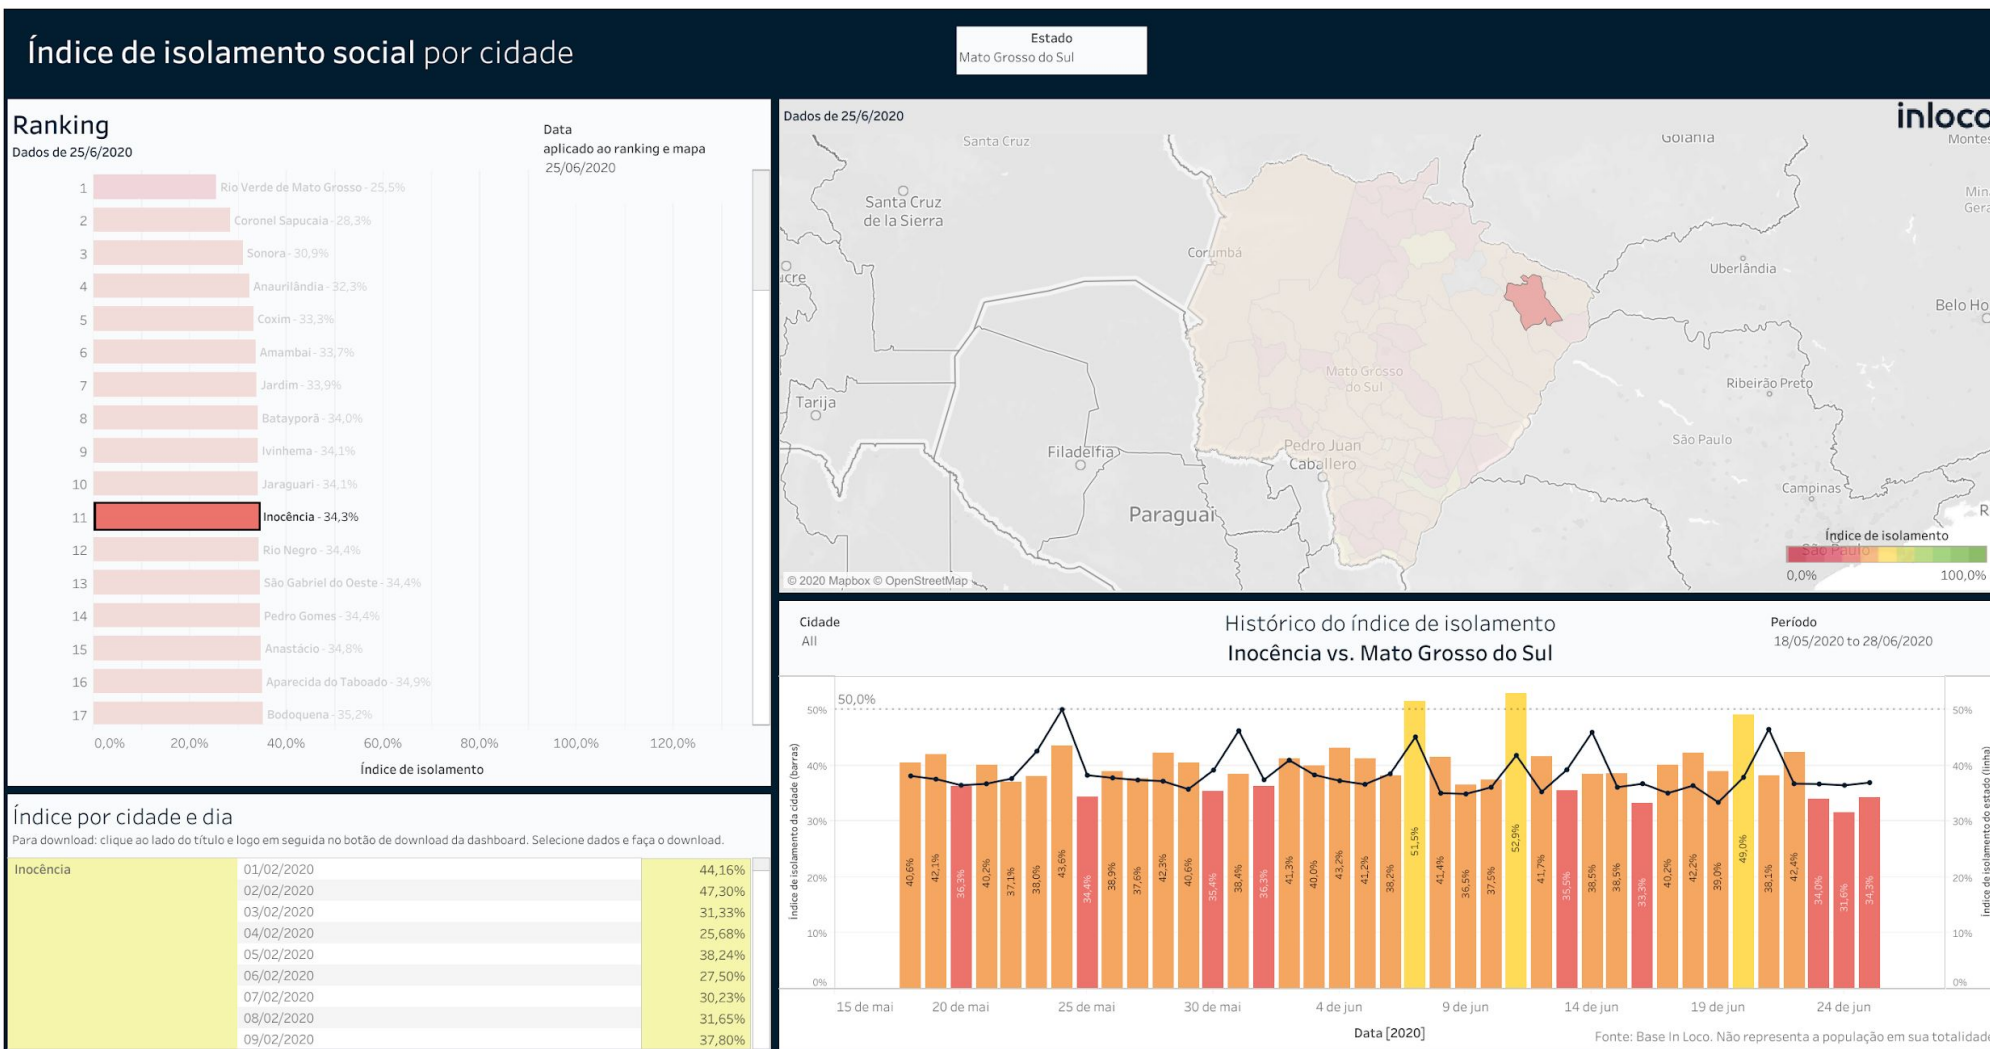 Índice de isolamento social por cidade
Estado
Mato Grosso do Sul
Ranking
Dados de 25/6/2020
Data
aplicado ao ranking e mapa
25/06/2020
1 Rio Verde de Mato Grosso - 25,5%
2 Coronel Sapucaia - 28,3%
3 Sonora - 30,9%
4 Anaurilândia - 32,3%
5 Coxim - 33,3%
6 Amambai - 33,7%
7 Jardim - 33,9%
8 Batayporã - 34,0%
9 Ivinhema - 34,1%
10 Jaraguari - 34,1%
11 Inocência - 34,3%
12 Rio Negro - 34,4%
13 São Gabriel do Oeste - 34,4%
14 Pedro Gomes - 34,4%
15 Anastácio - 34,8%
16 Aparecida do Taboado - 34,9%
17 Bodoquena - 35,2%
0,0% 20,0% 40,0% 60,0% 80,0% 100,0% 120,0%
Índice de isolamento
Índice por cidade e dia
Para download: clique ao lado do título e logo em seguida no botão de download da dashboard. Selecione dados e faça o download.
Inocência 01/02/2020 44,16%
02/02/2020 47,30%
03/02/2020 31,33%
04/02/2020 25,68%
05/02/2020 38,24%
06/02/2020 27,50%
07/02/2020 30,23%
08/02/2020 31,65%
09/02/2020 37,80%
Dados de 25/6/2020
inloco
Santa Cruz
Goiânia
Montes
Santa Cruz
de la Sierra
Min
Gera
Corumbá
Uberlândia
ucre
Belo Ho
Mato Grosso
do Sul
Ribeirão Preto
Tarija
São Paulo
Pedro Juan
Caballero
Filadelfia
Campinas
Paraguai
R
Índice de isolamento
São Paulo
0,0% 100,0%
© 2020 Mapbox © OpenStreetMap
Cidade
All
Histórico do índice de isolamento
Inocência vs. Mato Grosso do Sul
Período
18/05/2020 to 28/06/2020
50,0%
Índice de isolamento da cidade (barras)
50%
40%
30%
20%
10%
0%
40,6% 42,1% 36,3% 40,2% 37,1% 38,0% 43,6% 34,4% 38,9% 37,6% 42,3% 40,6% 35,4% 38,4% 36,3% 41,3% 40,0% 43,2% 41,2% 38,2% 51,5% 41,4% 36,5% 37,5% 52,9% 41,7% 35,5% 38,5% 38,5% 33,3% 40,2% 42,2% 39,0% 49,0% 38,1% 42,4% 34,0% 31,6% 34,3%
50%
40%
30%
20%
10%
0%
Índice de isolamento do estado (linha)
15 de mai 20 de mai 25 de mai 30 de mai 4 de jun 9 de jun 14 de jun 19 de jun 24 de jun
Data [2020]
Fonte: Base In Loco. Não representa a população em sua totalidade